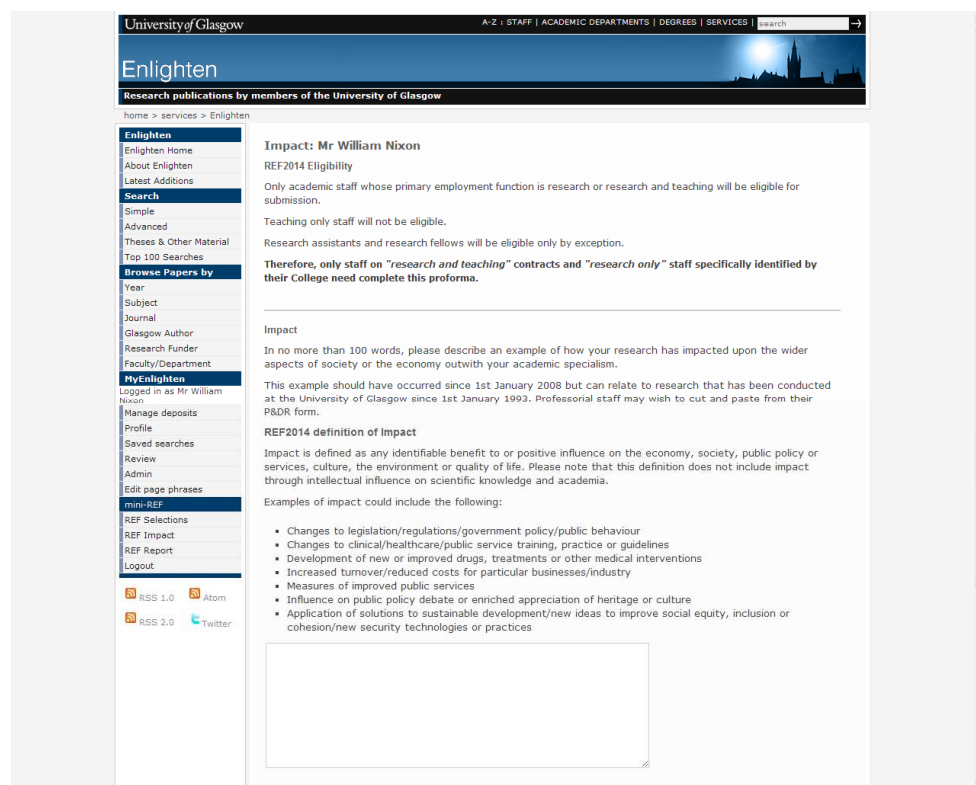 University of Glasgow
A-Z : STAFF | ACADEMIC DEPARTMENTS | DEGREES | SERVICES |
search
Enlighten
Research publications by members of the University of Glasgow
home > services > Enlighten
Enlighten
Enlighten Home
About Enlighten
Latest Additions
Search
Simple
Advanced
Theses & Other Material
Top 100 Searches
Browse Papers by
Year
Subject
Journal
Glasgow Author
Research Funder
Faculty/Department
MyEnlighten
Logged in as Mr William
Nixon
Manage deposits
Profile
Saved searches
Review
Admin
Edit page phrases
mini-REF
REF Selections
REF Impact
REF Report
Logout
RSS 1.0
Atom
RSS 2.0
Twitter
Impact: Mr William Nixon
REF2014 Eligibility
Only academic staff whose primary employment function is research or research and teaching will be eligible for
submission.
Teaching only staff will not be eligible.
Research assistants and research fellows will be eligible only by exception.
Therefore, only staff on "research and teaching" contracts and "research only" staff specifically identified by
their College need complete this proforma.
Impact
In no more than 100 words, please describe an example of how your research has impacted upon the wider
aspects of society or the economy outwith your academic specialism.
This example should have occurred since 1st January 2008 but can relate to research that has been conducted
at the University of Glasgow since 1st January 1993. Professorial staff may wish to cut and paste from their
P&DR form.
REF2014 definition of Impact
Impact is defined as any identifiable benefit to or positive influence on the economy, society, public policy or
services, culture, the environment or quality of life. Please note that this definition does not include impact
through intellectual influence on scientific knowledge and academia.
Examples of impact could include the following:
▪ Changes to legislation/regulations/government policy/public behaviour
▪ Changes to clinical/healthcare/public service training, practice or guidelines
▪ Development of new or improved drugs, treatments or other medical interventions
▪ Increased turnover/reduced costs for particular businesses/industry
▪ Measures of improved public services
▪ Influence on public policy debate or enriched appreciation of heritage or culture
▪ Application of solutions to sustainable development/new ideas to improve social equity, inclusion or
cohesion/new security technologies or practices